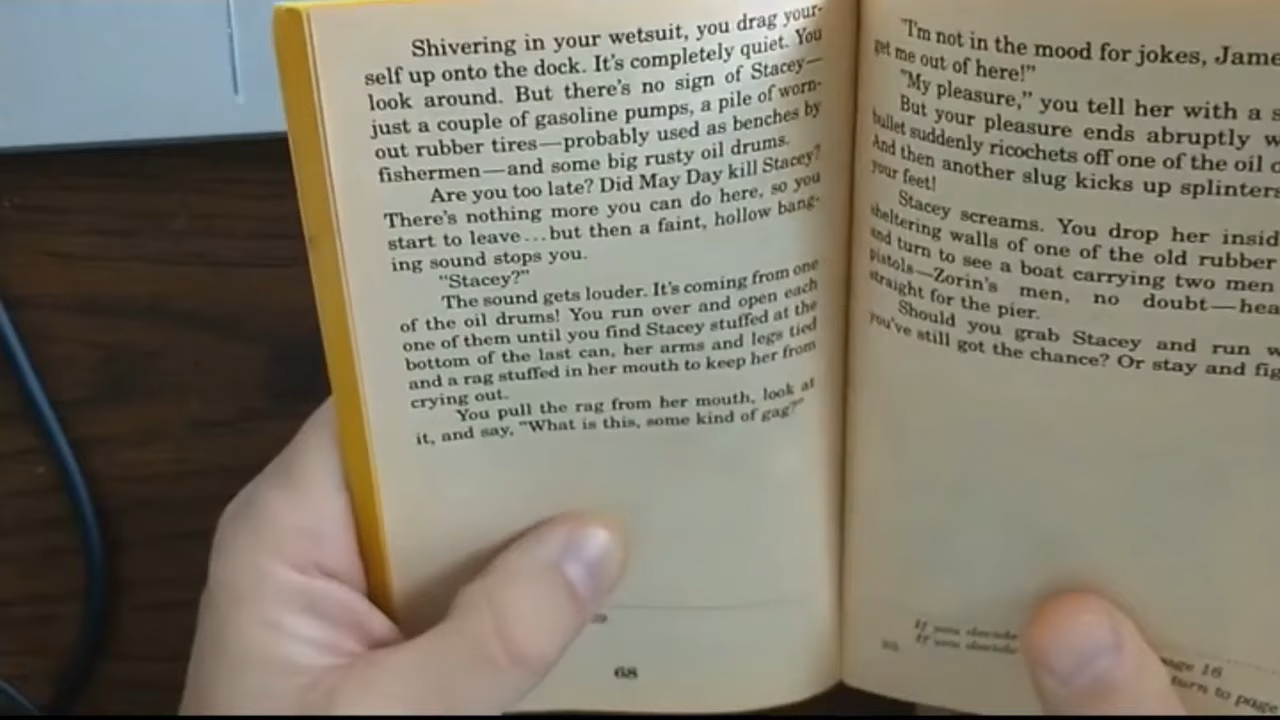 Shivering in your wetsuit, you drag your-
self up onto the dock. It's completely quiet. You
look around. But there's no sign of Stacey—
just a couple of gasoline pumps, a pile of worn-
out rubber tires—probably used as benches by
fishermen—and some big rusty oil drums.
Are you too late? Did May Day kill Stacey?
There's nothing more you can do here, so you
start to leave...but then a faint, hollow bang-
ing sound stops you.
"Stacey?"
The sound gets louder. It's coming from one
of the oil drums! You run over and open each
one of them until you find Stacey stuffed at the
bottom of the last can, her arms and legs tied
and a rag stuffed in her mouth to keep her from
crying out.
You pull the rag from her mouth, look at
it, and say, "What is this, some kind of gag?"
68
"I'm not in the mood for jokes, Jame
get me out of here!"
"My pleasure," you tell her with a s
But your pleasure ends abruptly w
bullet suddenly ricochets off one of the oil
And then another slug kicks up splinters
your feet!
Stacey screams. You drop her insid
sheltering walls of one of the old rubber
and turn to see a boat carrying two men
pistols—Zorin's men, no doubt—hea
straight for the pier.
Should you grab Stacey and run w
you've still got the chance? Or stay and fig
If you decide
page 16
If you decide
turn to page